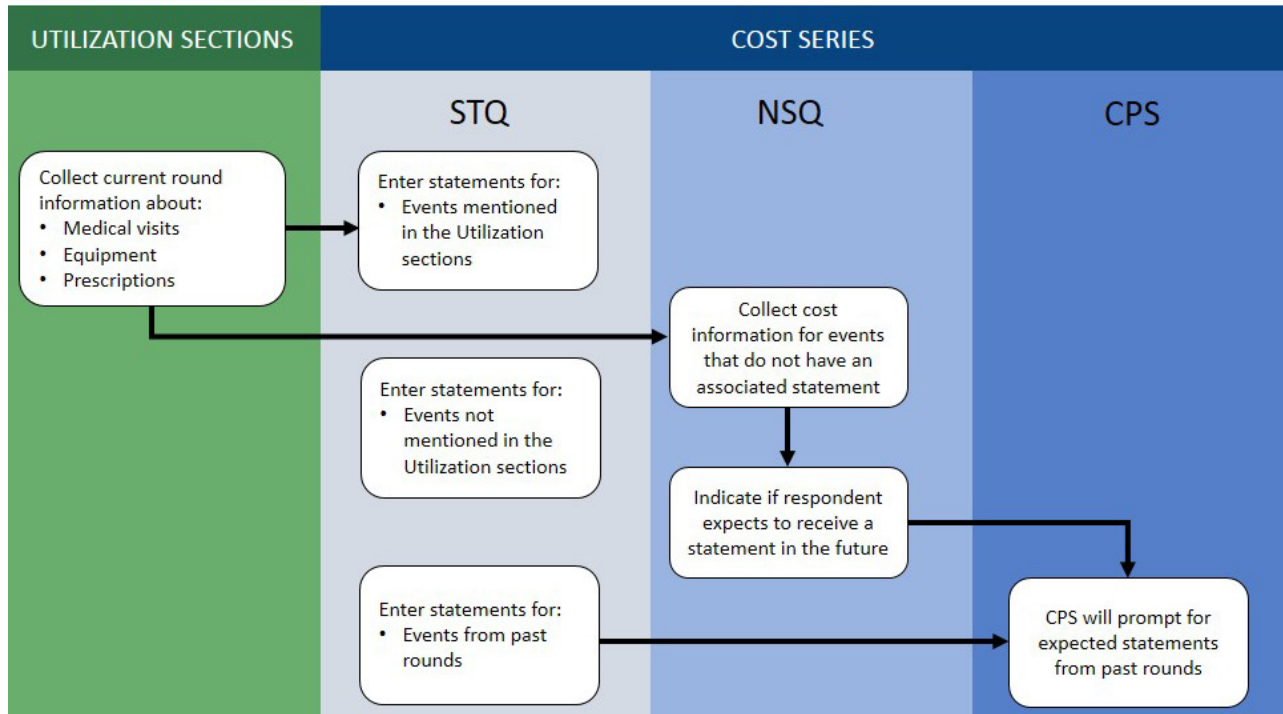 UTILIZATION SECTIONS
COST SERIES
STQ
NSQ
CPS
Collect current round
information about:
• Medical visits
• Equipment
• Prescriptions
Enter statements for:
• Events mentioned
in the Utilization
sections
Collect cost
information for events
that do not have an
associated statement
Enter statements for:
• Events not
mentioned in the
Utilization sections
Indicate if respondent
expects to receive a
statement in the future
Enter statements for:
• Events from past
rounds
CPS will prompt for
expected statements
from past rounds